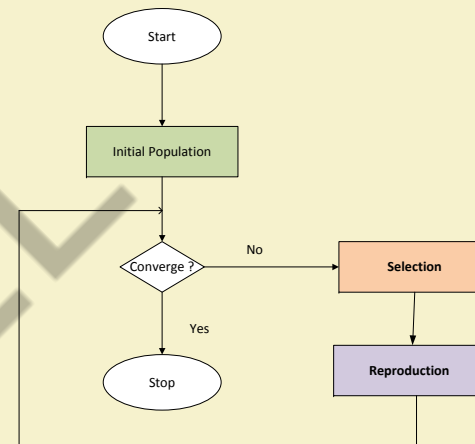 Start
Initial Population
Converge ?
No
Selection
Yes
Reproduction
Stop